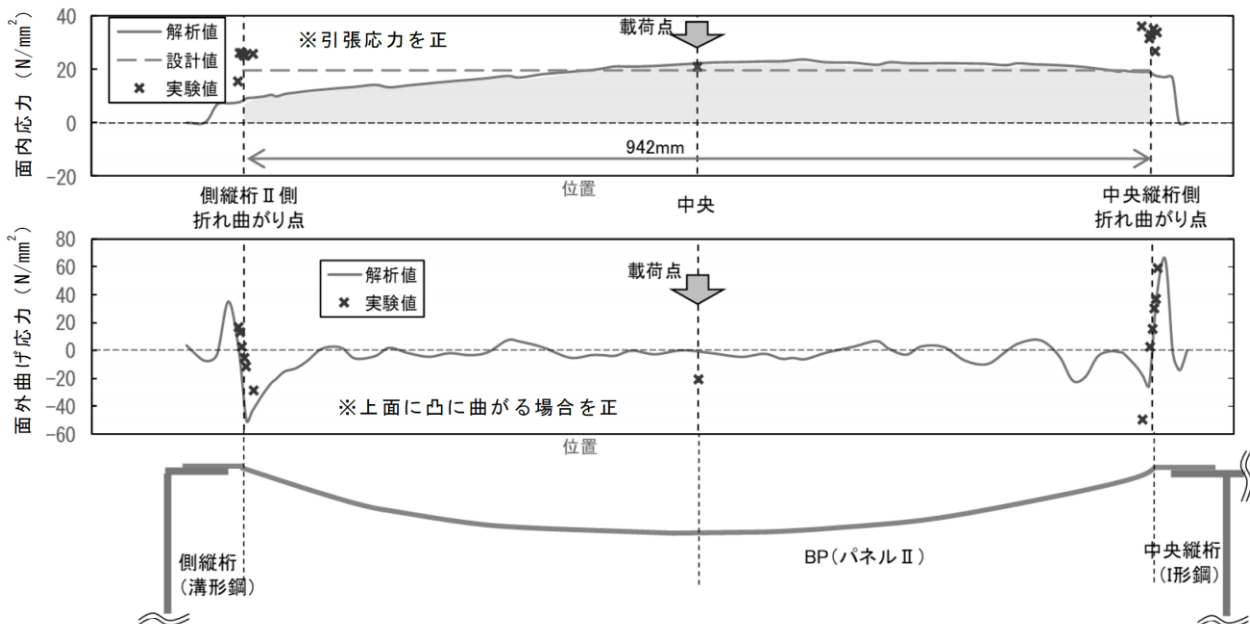 面内応力 (N/mm²)
40
20
0
-20
解析値
設計値
実験値
※引張応力を正
載荷点
942mm
位置
側縦桁Ⅱ側
折れ曲がり点
中央
中央縦桁側
折れ曲がり点
面外曲げ応力 (N/mm²)
80
60
40
20
0
-20
-40
-60
解析値
実験値
載荷点
※上面に凸に曲がる場合を正
位置
側縦桁
(溝形鋼)
BP(パネルⅡ)
中央縦桁
(I形鋼)